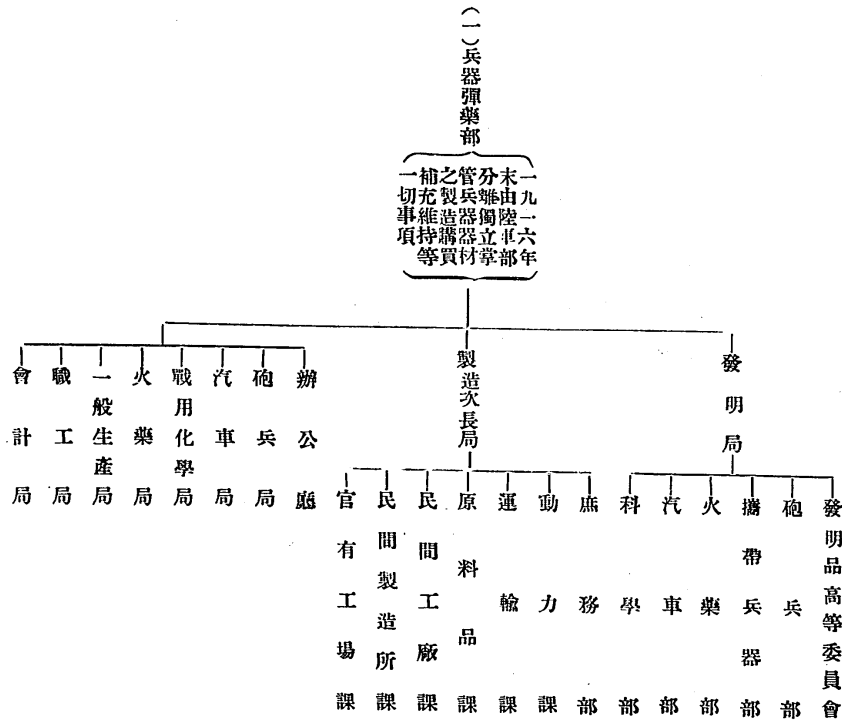 (一)兵器彈藥部
一九一六年
末由陸軍部
分離獨立掌
管兵器器材
之製造購買
補充維持等
一切事項
發明局
發明品高等委員會
砲兵部
攜帶兵器部
火藥部
汽車部
科學部
製造次長局
庶務部
動力課
運輸課
原料品課
民間工廠課
民間製造所課
官有工場課
辦公廳
砲兵局
汽車局
戰用化學局
火藥局
一般生產局
職工局
會計局